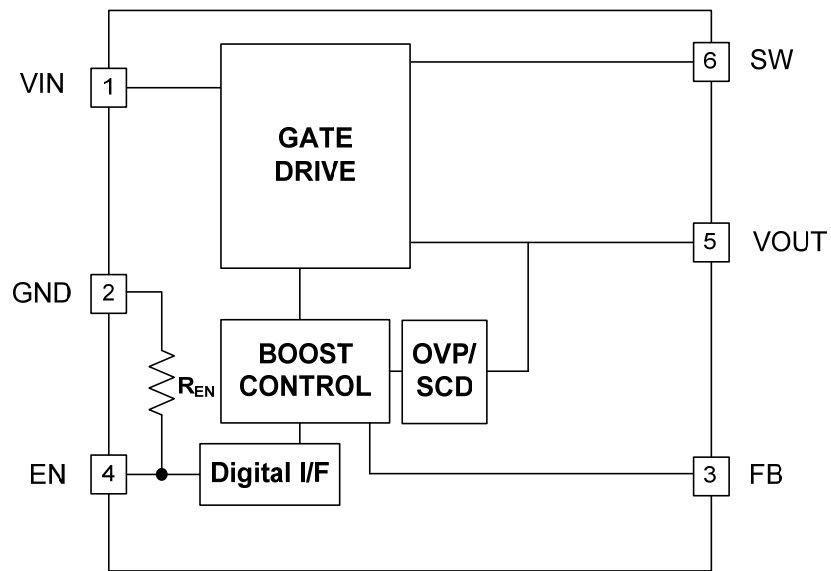 VIN
1
GATE
DRIVE
6
SW
5
VOUT
GND
2
REN
BOOST
CONTROL
OVP/
SCD
EN
4
Digital I/F
3
FB